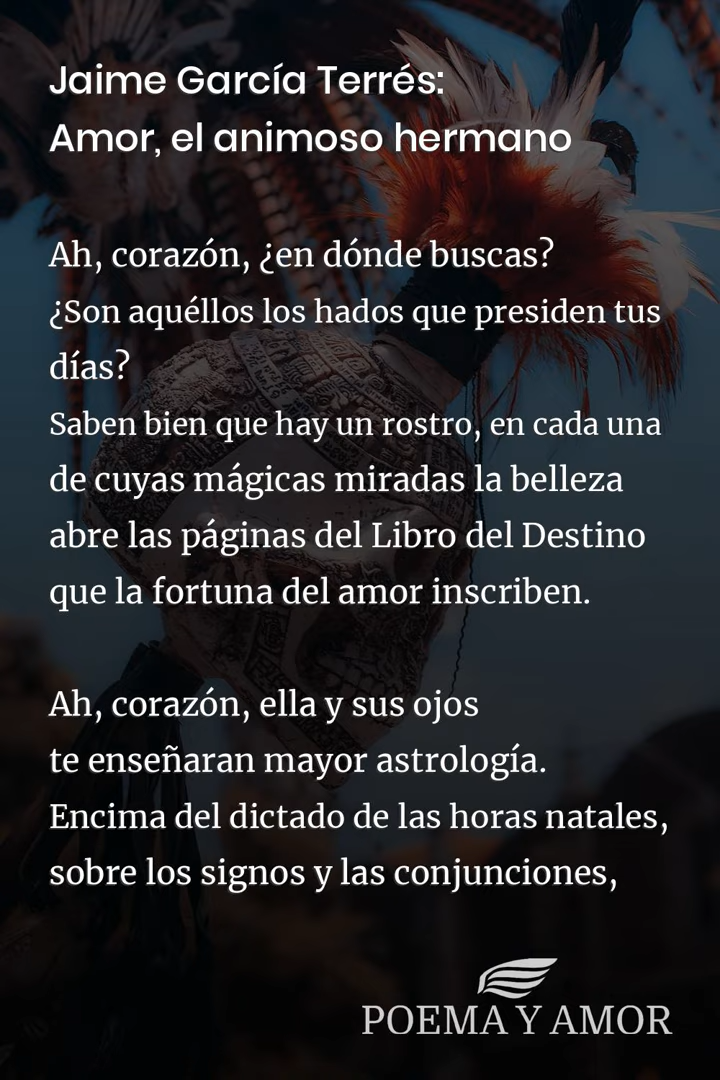 Jaime García Terrés:
Amor, el animoso hermano
Ah, corazón, ¿en dónde buscas?
¿Son aquéllos los hados que presiden tus
días?
Saben bien que hay un rostro, en cada una
de cuyas mágicas miradas la belleza
abre las páginas del Libro del Destino
que la fortuna del amor inscriben.
Ah, corazón, ella y sus ojos
te enseñaran mayor astrología.
Encima del dictado de las horas natales,
sobre los signos y las conjunciones,
POEMA Y AMOR